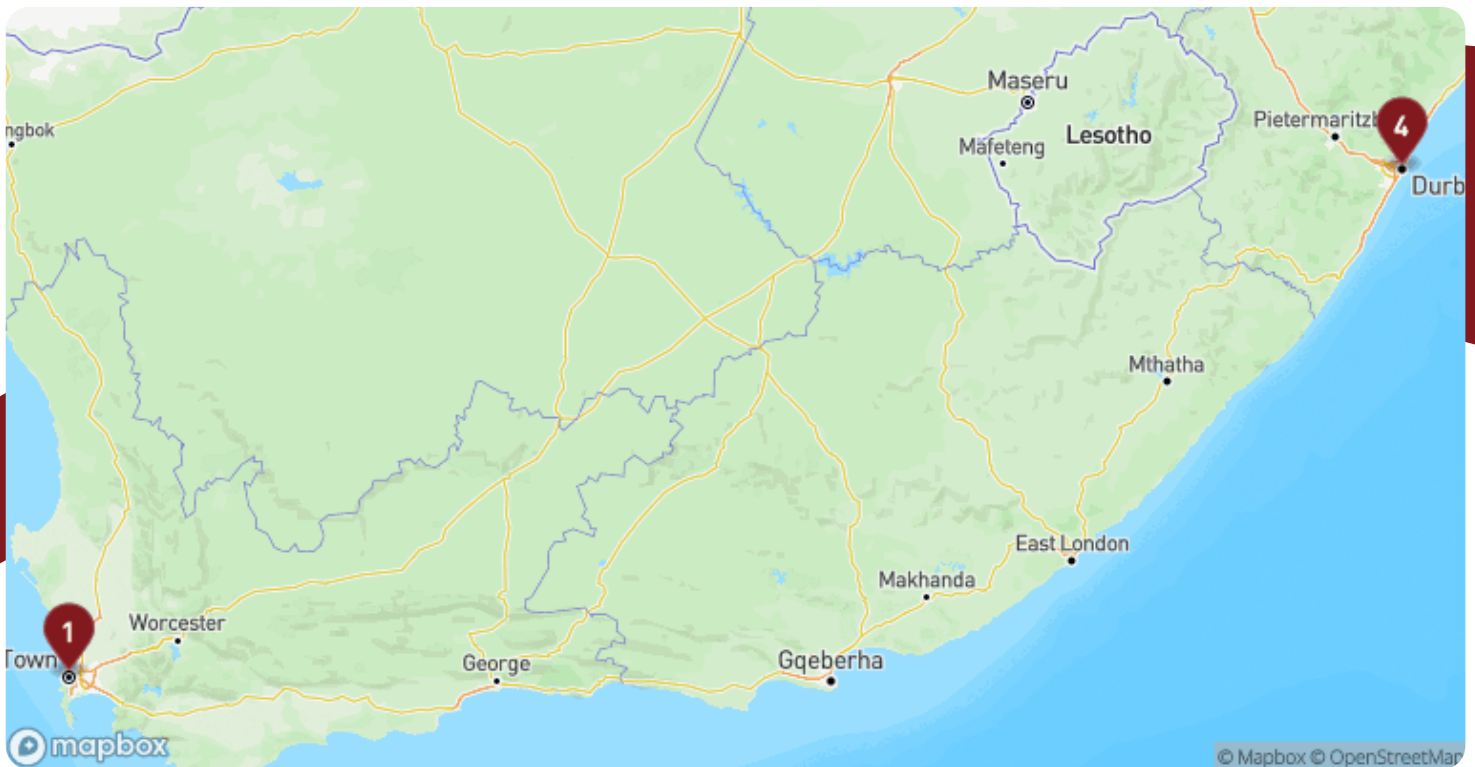 Maseru
Lesotho
Mafeteng
ngbok
Pietermaritzb
4
Durb
Mthatha
East London
Makhanda
1
Worcester
Town
George
Gqeberha
mapbox
© Mapbox © OpenStreetMap